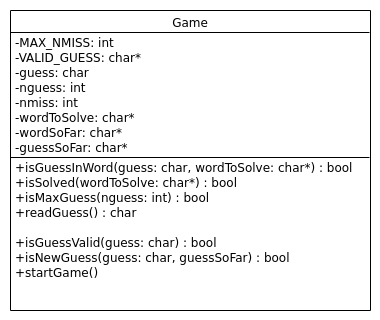 Game
-MAX_NMISS: int
-VALID_GUESS: char*
-guess: char
-nguess: int
-nmiss: int
-wordToSolve: char*
-wordSoFar: char*
-guessSoFar: char*
+isGuessInWord(guess: char, wordToSolve: char*) : bool
+isSolved(wordToSolve: char*) : bool
+isMaxGuess(nguess: int) : bool
+readGuess() : char
+isGuessValid(guess: char) : bool
+isNewGuess(guess: char, guessSoFar) : bool
+startGame()